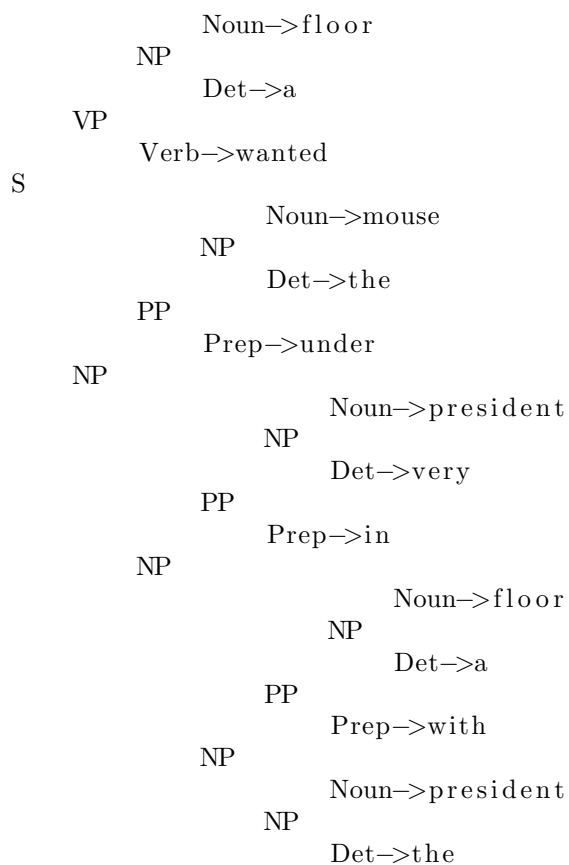 Noun->floor
NP
Det->a
VP
Verb->wanted
S
Noun->mouse
NP
Det->the
PP
Prep->under
NP
Noun->president
NP
Det->very
PP
Prep->in
NP
Noun->floor
NP
Det->a
PP
Prep->with
NP
Noun->president
NP
Det->the